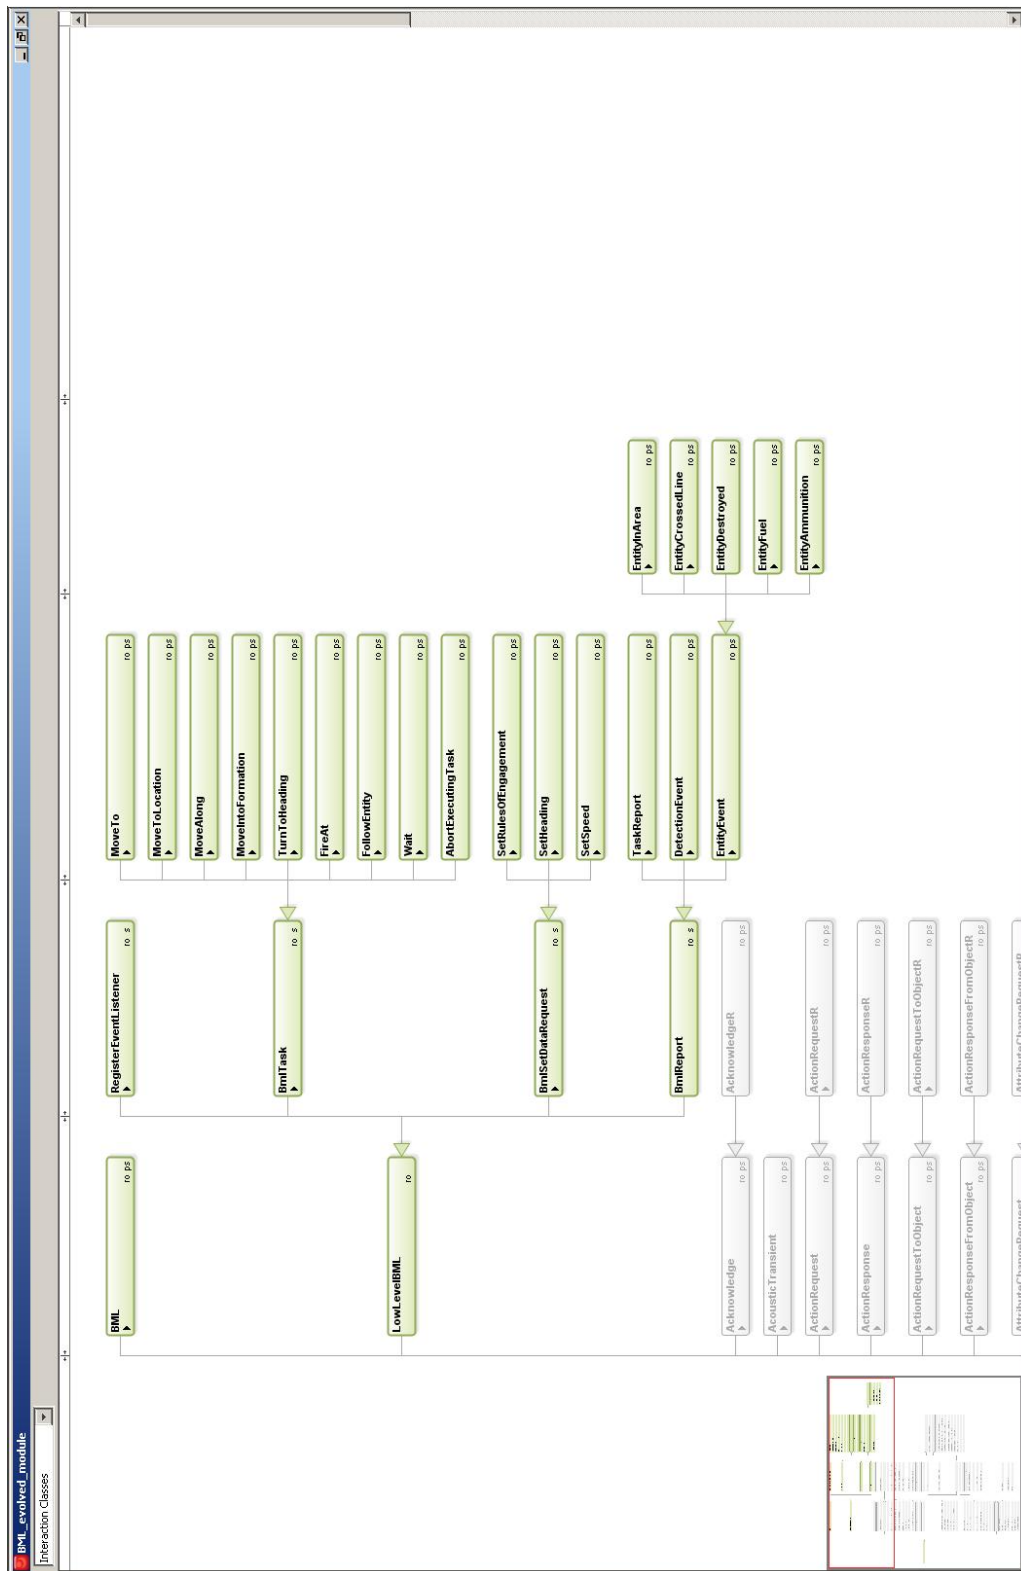 BML_evolved_module
Interaction Classes
BML
ro ps
LowLevelBML
ro
Acknowledge
ro ps
AcousticTransient
ro ps
ActionRequest
ro ps
ActionResponse
ro ps
ActionRequestToObject
ro ps
ActionResponseFromObject
ro ps
AttributeChangeRequest
RegisterEventListener
ro s
BmlTask
ro s
BmlSetDataRequest
ro s
BmlReport
ro ps
AcknowledgeR
ro ps
ActionRequestR
ro ps
ActionResponseR
ro ps
ActionRequestToObjectR
ro ps
ActionResponseFromObjectR
ro ps
AttributeChangeRequestR
MoveTo
ro ps
MoveToLocation
ro ps
MoveAlong
ro ps
MoveIntoFormation
ro ps
TurnToHeading
ro ps
FireAt
ro ps
FollowEntity
ro ps
Wait
ro ps
AbortExecutingTask
ro ps
SetRulesOfEngagement
ro ps
SetHeading
ro ps
SetSpeed
ro ps
TaskReport
ro ps
DetectionEvent
ro ps
EntityEvent
ro ps
EntityInArea
ro ps
EntityCrossedLine
ro ps
EntityDestroyed
ro ps
EntityFuel
ro ps
EntityAmmunition
ro ps